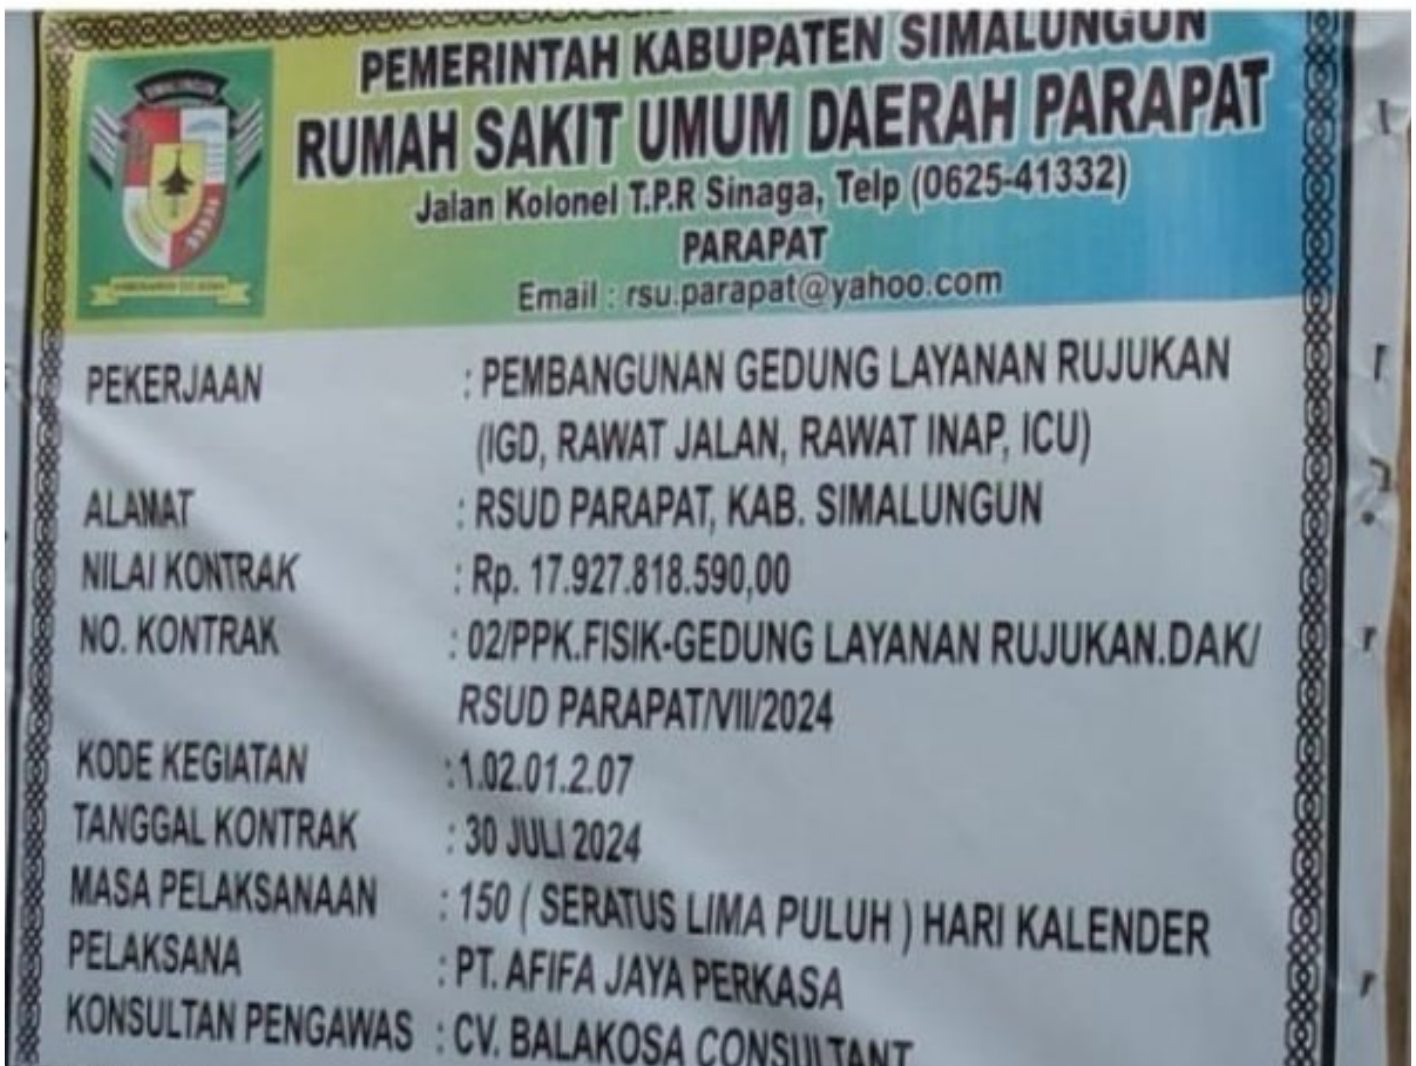 PEMERINTAH KABUPATEN SIMALUNGUN
RUMAH SAKIT UMUM DAERAH PARAPAT
Jalan Kolonel T.P.R Sinaga, Telp (0625-41332)
PARAPAT
Email : rsu.parapat@yahoo.com
PEKERJAAN : PEMBANGUNAN GEDUNG LAYANAN RUJUKAN
(IGD, RAWAT JALAN, RAWAT INAP, ICU)
ALAMAT : RSUD PARAPAT, KAB. SIMALUNGUN
NILAI KONTRAK : Rp. 17.927.818.590,00
NO. KONTRAK : 02/PPK.FISIK-GEDUNG LAYANAN RUJUKAN.DAK/
RSUD PARAPAT/VII/2024
KODE KEGIATAN : 1.02.01.2.07
TANGGAL KONTRAK : 30 JULI 2024
MASA PELAKSANAAN : 150 ( SERATUS LIMA PULUH ) HARI KALENDER
PELAKSANA : PT. AFIFA JAYA PERKASA
KONSULTAN PENGAWAS : CV. BALAKOSA CONSULTANT